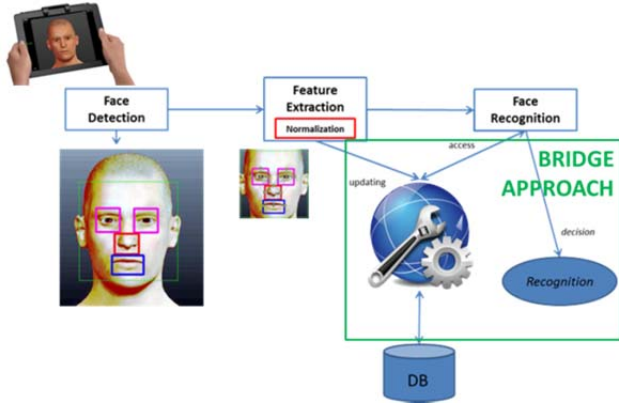 Face
Detection
Feature
Extraction
Normalization
Face
Recognition
access
BRIDGE
APPROACH
updating
decision
Recognition
DB